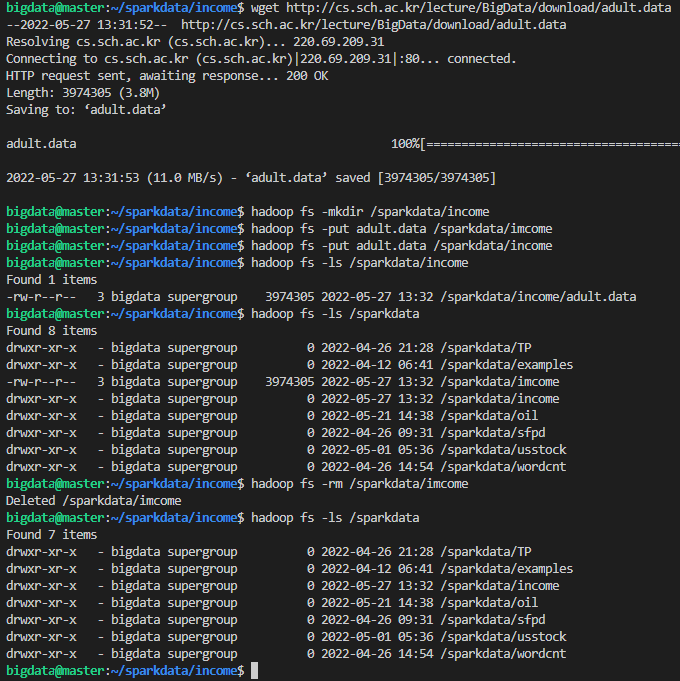 bigdata@master:~/sparkdata/income$ wget http://cs.sch.ac.kr/lecture/BigData/download/adult.data
--2022-05-27 13:31:52--  http://cs.sch.ac.kr/lecture/BigData/download/adult.data
Resolving cs.sch.ac.kr (cs.sch.ac.kr)... 220.69.209.31
Connecting to cs.sch.ac.kr (cs.sch.ac.kr)|220.69.209.31|:80... connected.
HTTP request sent, awaiting response... 200 OK
Length: 3974305 (3.8M)
Saving to: ‘adult.data’
adult.data 100%[====================================
2022-05-27 13:31:53 (11.0 MB/s) - ‘adult.data’ saved [3974305/3974305]
bigdata@master:~/sparkdata/income$ hadoop fs -mkdir /sparkdata/income
bigdata@master:~/sparkdata/income$ hadoop fs -put adult.data /sparkdata/imcome
bigdata@master:~/sparkdata/income$ hadoop fs -put adult.data /sparkdata/income
bigdata@master:~/sparkdata/income$ hadoop fs -ls /sparkdata/income
Found 1 items
-rw-r--r--   3 bigdata supergroup    3974305 2022-05-27 13:32 /sparkdata/income/adult.data
bigdata@master:~/sparkdata/income$ hadoop fs -ls /sparkdata
Found 8 items
drwxr-xr-x   - bigdata supergroup          0 2022-04-26 21:28 /sparkdata/TP
drwxr-xr-x   - bigdata supergroup          0 2022-04-12 06:41 /sparkdata/examples
-rw-r--r--   3 bigdata supergroup    3974305 2022-05-27 13:32 /sparkdata/imcome
drwxr-xr-x   - bigdata supergroup          0 2022-05-27 13:32 /sparkdata/income
drwxr-xr-x   - bigdata supergroup          0 2022-05-21 14:38 /sparkdata/oil
drwxr-xr-x   - bigdata supergroup          0 2022-04-26 09:31 /sparkdata/sfpd
drwxr-xr-x   - bigdata supergroup          0 2022-05-01 05:36 /sparkdata/usstock
drwxr-xr-x   - bigdata supergroup          0 2022-04-26 14:54 /sparkdata/wordcnt
bigdata@master:~/sparkdata/income$ hadoop fs -rm /sparkdata/imcome
Deleted /sparkdata/imcome
bigdata@master:~/sparkdata/income$ hadoop fs -ls /sparkdata
Found 7 items
drwxr-xr-x   - bigdata supergroup          0 2022-04-26 21:28 /sparkdata/TP
drwxr-xr-x   - bigdata supergroup          0 2022-04-12 06:41 /sparkdata/examples
drwxr-xr-x   - bigdata supergroup          0 2022-05-27 13:32 /sparkdata/income
drwxr-xr-x   - bigdata supergroup          0 2022-05-21 14:38 /sparkdata/oil
drwxr-xr-x   - bigdata supergroup          0 2022-04-26 09:31 /sparkdata/sfpd
drwxr-xr-x   - bigdata supergroup          0 2022-05-01 05:36 /sparkdata/usstock
drwxr-xr-x   - bigdata supergroup          0 2022-04-26 14:54 /sparkdata/wordcnt
bigdata@master:~/sparkdata/income$